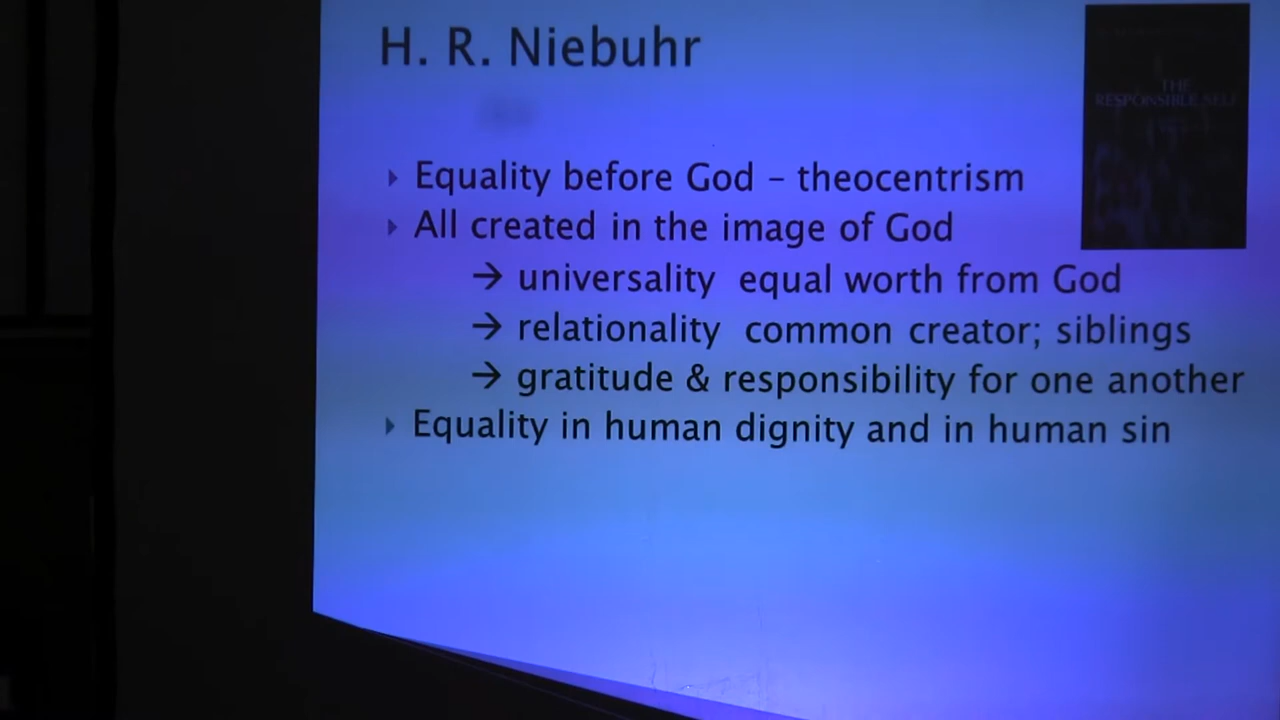 H. R. Niebuhr
THE
RESPONSIBLE SELF
Equality before God – theocentrism
All created in the image of God
→ universality equal worth from God
→ relationality common creator; siblings
→ gratitude & responsibility for one another
Equality in human dignity and in human sin